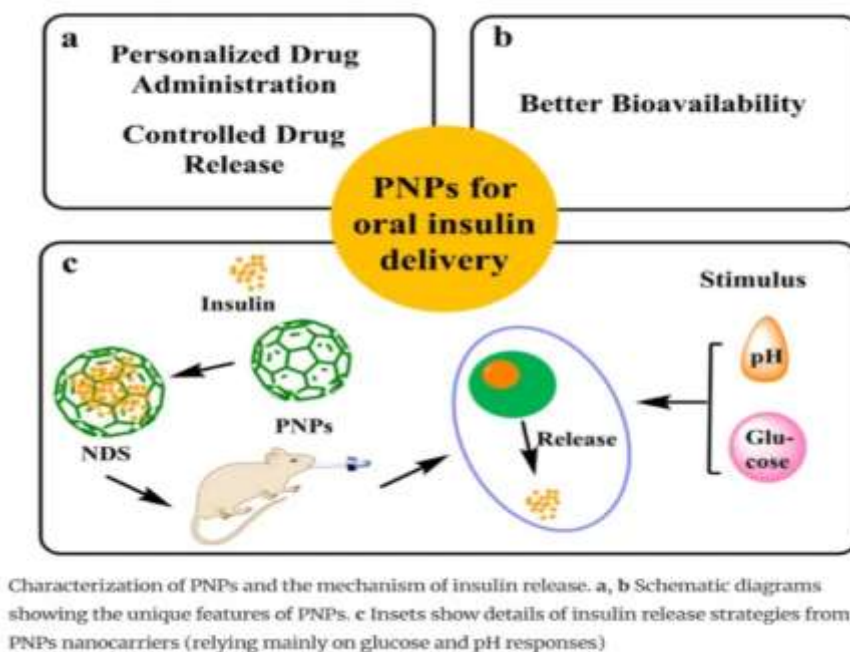 a
Personalized Drug
Administration
Controlled Drug
Release
b
Better Bioavailability
PNPs for
oral insulin
delivery
c
Insulin
PNPs
NDS
Release
Stimulus
pH
Glu-
cose
Characterization of PNPs and the mechanism of insulin release. a, b Schematic diagrams
showing the unique features of PNPs. c Insets show details of insulin release strategies from
PNPs nanocarriers (relying mainly on glucose and pH responses)